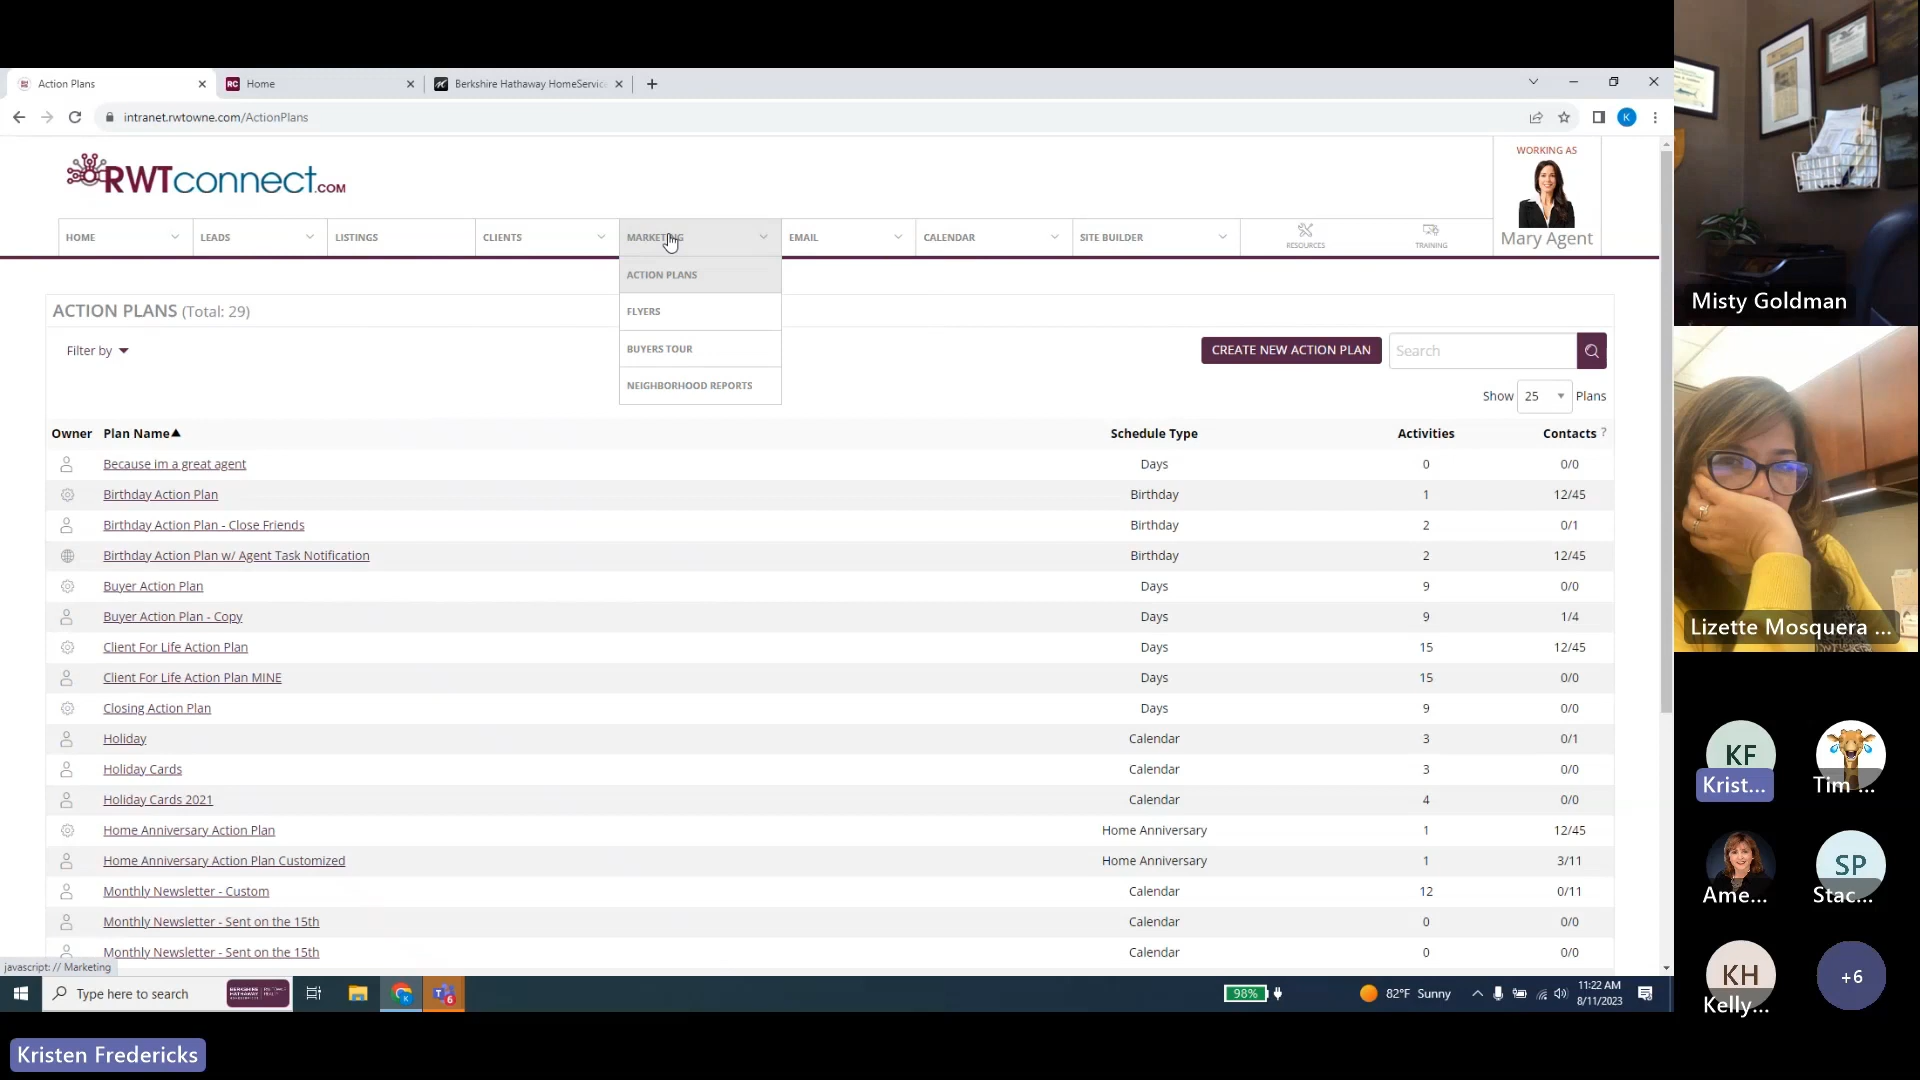 Action Plans
RC Home
Berkshire Hathaway HomeServic
intranet.rwtowne.com/ActionPlans
K
RWTconnect.COM
WORKING AS
Mary Agent
HOME
LEADS
LISTINGS
CLIENTS
MARKETING
EMAIL
CALENDAR
SITE BUILDER
RESOURCES
TRAINING
ACTION PLANS
FLYERS
BUYERS TOUR
NEIGHBORHOOD REPORTS
ACTION PLANS (Total: 29)
Filter by
CREATE NEW ACTION PLAN
Search
Show 25 Plans
Owner Plan Name Schedule Type Activities Contacts ?
Because im a great agent Days 0 0/0
Birthday Action Plan Birthday 1 12/45
Birthday Action Plan - Close Friends Birthday 2 0/1
Birthday Action Plan w/ Agent Task Notification Birthday 2 12/45
Buyer Action Plan Days 9 0/0
Buyer Action Plan - Copy Days 9 1/4
Client For Life Action Plan Days 15 12/45
Client For Life Action Plan MINE Days 15 0/0
Closing Action Plan Days 9 0/0
Holiday Calendar 3 0/1
Holiday Cards Calendar 3 0/0
Holiday Cards 2021 Calendar 4 0/0
Home Anniversary Action Plan Home Anniversary 1 12/45
Home Anniversary Action Plan Customized Home Anniversary 1 3/11
Monthly Newsletter - Custom Calendar 12 0/11
Monthly Newsletter - Sent on the 15th Calendar 0 0/0
Monthly Newsletter - Sent on the 15th Calendar 0 0/0
javascript: // Marketing
Type here to search
98%
82°F Sunny
11:22 AM
8/11/2023
Kristen Fredericks
Misty Goldman
Lizette Mosquera ...
KF
Krist...
Tim ...
Ame...
SP
Stac...
KH
Kelly...
+6